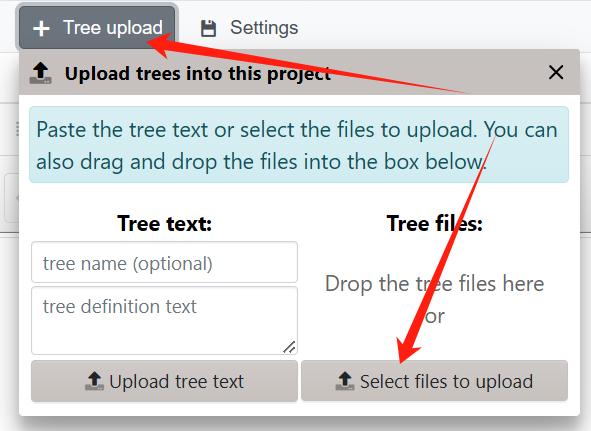 Tree upload
Settings
Upload trees into this project
Paste the tree text or select the files to upload. You can
also drag and drop the files into the box below.
Tree text:
Tree files:
tree name (optional)
tree definition text
Drop the tree files here
or
Upload tree text
Select files to upload